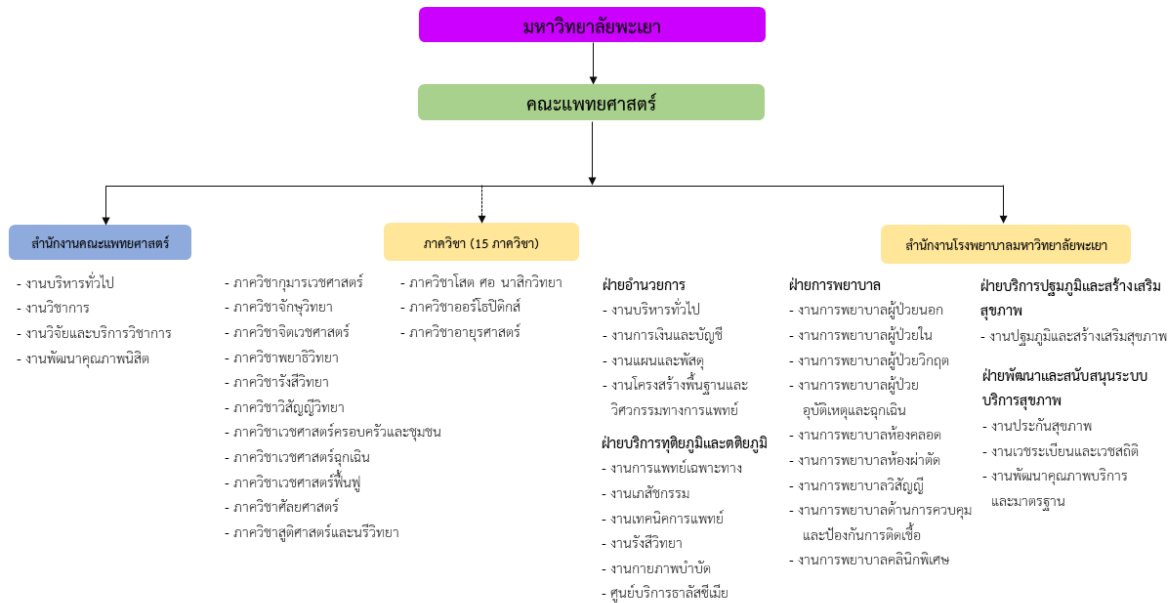 มหาวิทยาลัยพะเยา
คณะแพทยศาสตร์
สำนักงานคณะแพทยศาสตร์
- งานบริหารทั่วไป
- งานวิชาการ
- งานวิจัยและบริการวิชาการ
- งานพัฒนาคุณภาพนิสิต
ภาควิชา (15 ภาควิชา)
- ภาควิชากุมารเวชศาสตร์
- ภาควิชาจักษุวิทยา
- ภาควิชาจิตเวชศาสตร์
- ภาควิชาพยาธิวิทยา
- ภาควิชารังสีวิทยา
- ภาควิชาวิสัญญีวิทยา
- ภาควิชาเวชศาสตร์ครอบครัวและชุมชน
- ภาควิชาเวชศาสตร์ฉุกเฉิน
- ภาควิชาเวชศาสตร์ฟื้นฟู
- ภาควิชาศัลยศาสตร์
- ภาควิชาสูติศาสตร์และนรีวิทยา
- ภาควิชาโสต ศอ นาสิกวิทยา
- ภาควิชาออร์โธปิดิกส์
- ภาควิชาอายุรศาสตร์
สำนักงานโรงพยาบาลมหาวิทยาลัยพะเยา
ฝ่ายอำนวยการ
- งานบริหารทั่วไป
- งานการเงินและบัญชี
- งานแผนและพัสดุ
- งานโครงสร้างพื้นฐานและ
วิศวกรรมทางการแพทย์
ฝ่ายบริการทุติยภูมิและตติยภูมิ
- งานการแพทย์เฉพาะทาง
- งานเภสัชกรรม
- งานเทคนิคการแพทย์
- งานรังสีวิทยา
- งานกายภาพบำบัด
- ศูนย์บริการธาลัสซีเมีย
ฝ่ายการพยาบาล
- งานการพยาบาลผู้ป่วยนอก
- งานการพยาบาลผู้ป่วยใน
- งานการพยาบาลผู้ป่วยวิกฤต
- งานการพยาบาลผู้ป่วย
อุบัติเหตุและฉุกเฉิน
- งานการพยาบาลห้องคลอด
- งานการพยาบาลห้องผ่าตัด
- งานการพยาบาลวิสัญญี
- งานการพยาบาลด้านการควบคุม
และป้องกันการติดเชื้อ
- งานการพยาบาลคลินิกพิเศษ
ฝ่ายบริการปฐมภูมิและสร้างเสริม
สุขภาพ
- งานปฐมภูมิและสร้างเสริมสุขภาพ
ฝ่ายพัฒนาและสนับสนุนระบบ
บริการสุขภาพ
- งานประกันสุขภาพ
- งานเวชระเบียนและเวชสถิติ
- งานพัฒนาคุณภาพบริการ
และมาตรฐาน